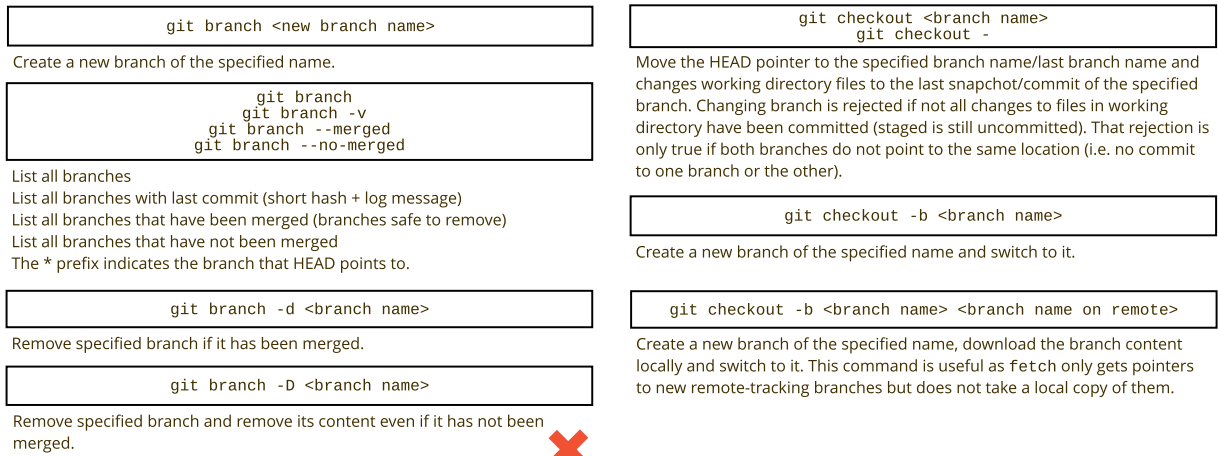 git branch <new branch name>
Create a new branch of the specified name.
git branch
git branch -v
git branch --merged
git branch --no-merged
List all branches
List all branches with last commit (short hash + log message)
List all branches that have been merged (branches safe to remove)
List all branches that have not been merged
The * prefix indicates the branch that HEAD points to.
git branch -d <branch name>
Remove specified branch if it has been merged.
git branch -D <branch name>
Remove specified branch and remove its content even if it has not been
merged.
git checkout <branch name>
git checkout -
Move the HEAD pointer to the specified branch name/last branch name and
changes working directory files to the last snapshot/commit of the specified
branch. Changing branch is rejected if not all changes to files in working
directory have been committed (staged is still uncommitted). That rejection is
only true if both branches do not point to the same location (i.e. no commit
to one branch or the other).
git checkout -b <branch name>
Create a new branch of the specified name and switch to it.
git checkout -b <branch name> <branch name on remote>
Create a new branch of the specified name, download the branch content
locally and switch to it. This command is useful as fetch only gets pointers
to new remote-tracking branches but does not take a local copy of them.